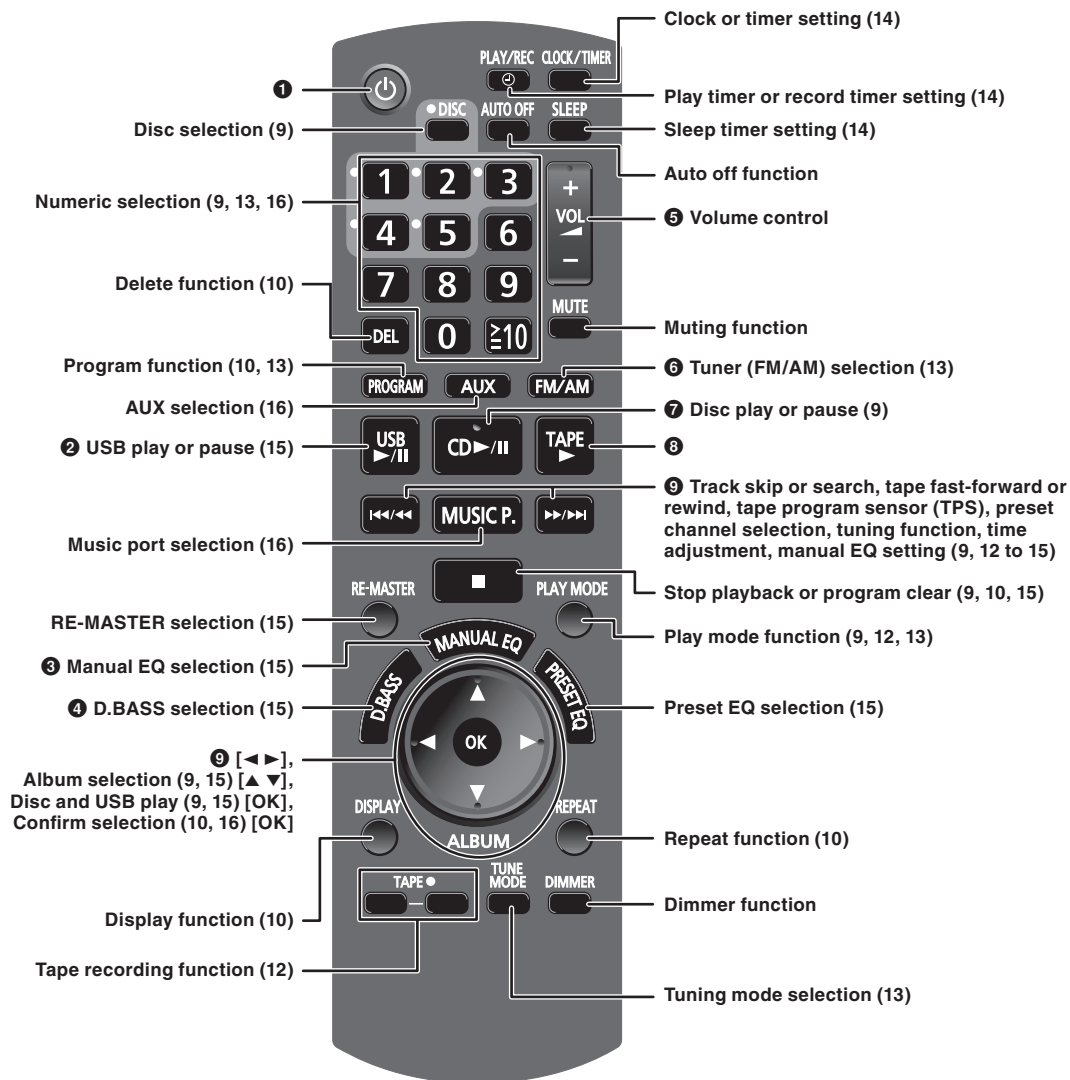 Clock or timer setting (14)
PLAY/REC CLOCK/TIMER
❶
Play timer or record timer setting (14)
DISC AUTO OFF SLEEP
Disc selection (9)
Sleep timer setting (14)
Auto off function
1 2 3
+
Numeric selection (9, 13, 16)
VOL
❺ Volume control
4 5 6
−
7 8 9
Delete function (10)
MUTE
DEL 0 ≧10
Muting function
Program function (10, 13)
❻ Tuner (FM/AM) selection (13)
PROGRAM AUX FM/AM
AUX selection (16)
❼ Disc play or pause (9)
❷ USB play or pause (15)
USB ►/II
CD►/II
TAPE ►
❽
❾ Track skip or search, tape fast-forward or
rewind, tape program sensor (TPS), preset
channel selection, tuning function, time
adjustment, manual EQ setting (9, 12 to 15)
I◄◄/◄◄ MUSIC P. ►►/►►I
Music port selection (16)
■
RE-MASTER PLAY MODE
Stop playback or program clear (9, 10, 15)
RE-MASTER selection (15)
Play mode function (9, 12, 13)
MANUAL EQ
❸ Manual EQ selection (15)
D.BASS PRESET EQ
❹ D.BASS selection (15)
Preset EQ selection (15)
OK
❾ [◄ ►],
Album selection (9, 15) [▲ ▼],
Disc and USB play (9, 15) [OK],
Confirm selection (10, 16) [OK]
DISPLAY REPEAT
ALBUM
Repeat function (10)
TAPE ● TUNE MODE DIMMER
Dimmer function
Display function (10)
Tape recording function (12)
Tuning mode selection (13)